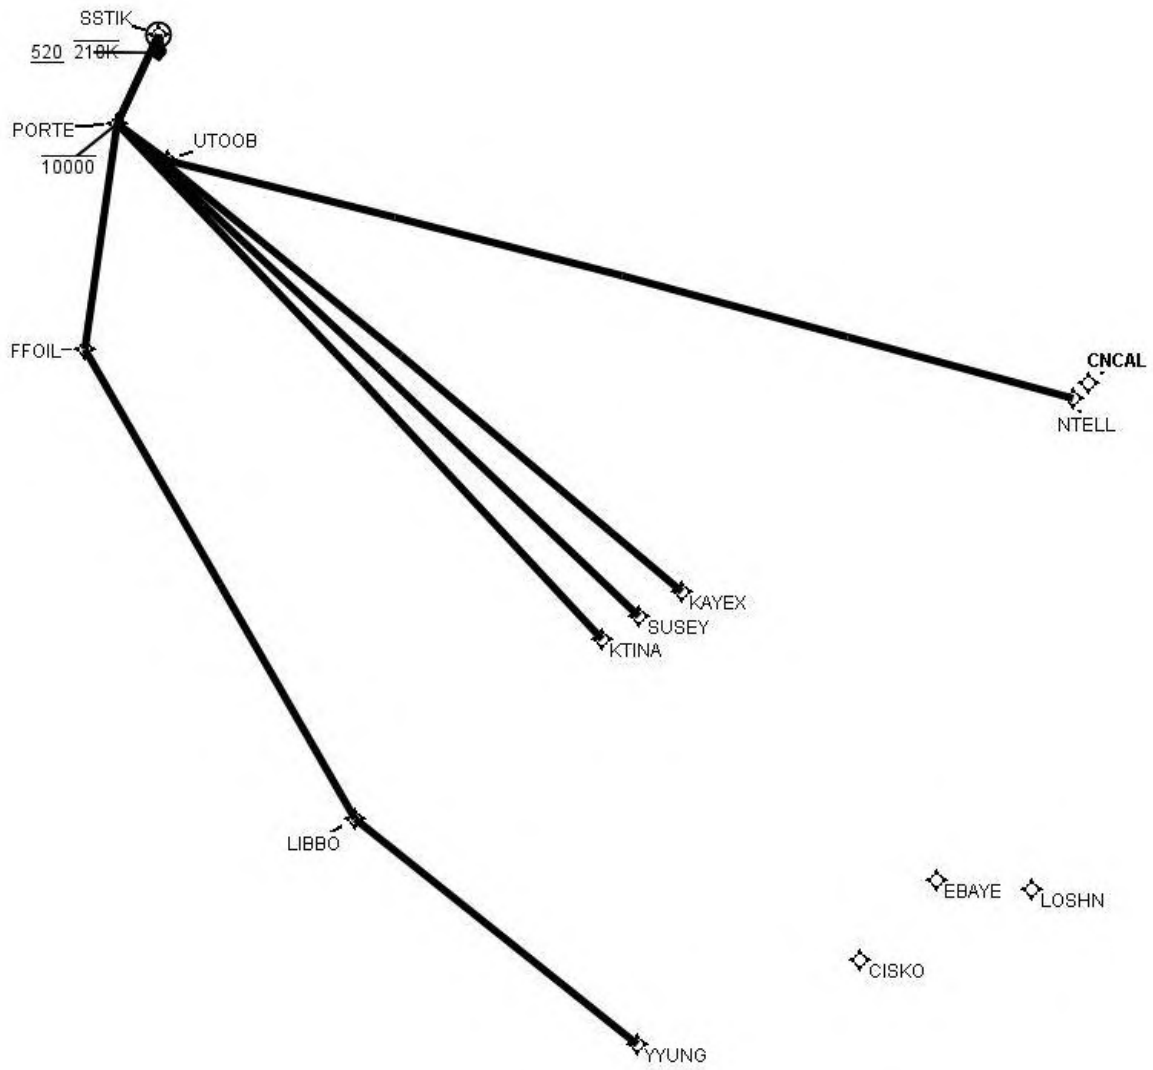 SSTIK
520 210K
PORTE
UTOOB
10000
FFOIL
CNCAL
NTELL
KAYEX
SUSEY
KTINA
LIBBO
EBAYE
LOSHN
CISKO
YYUNG